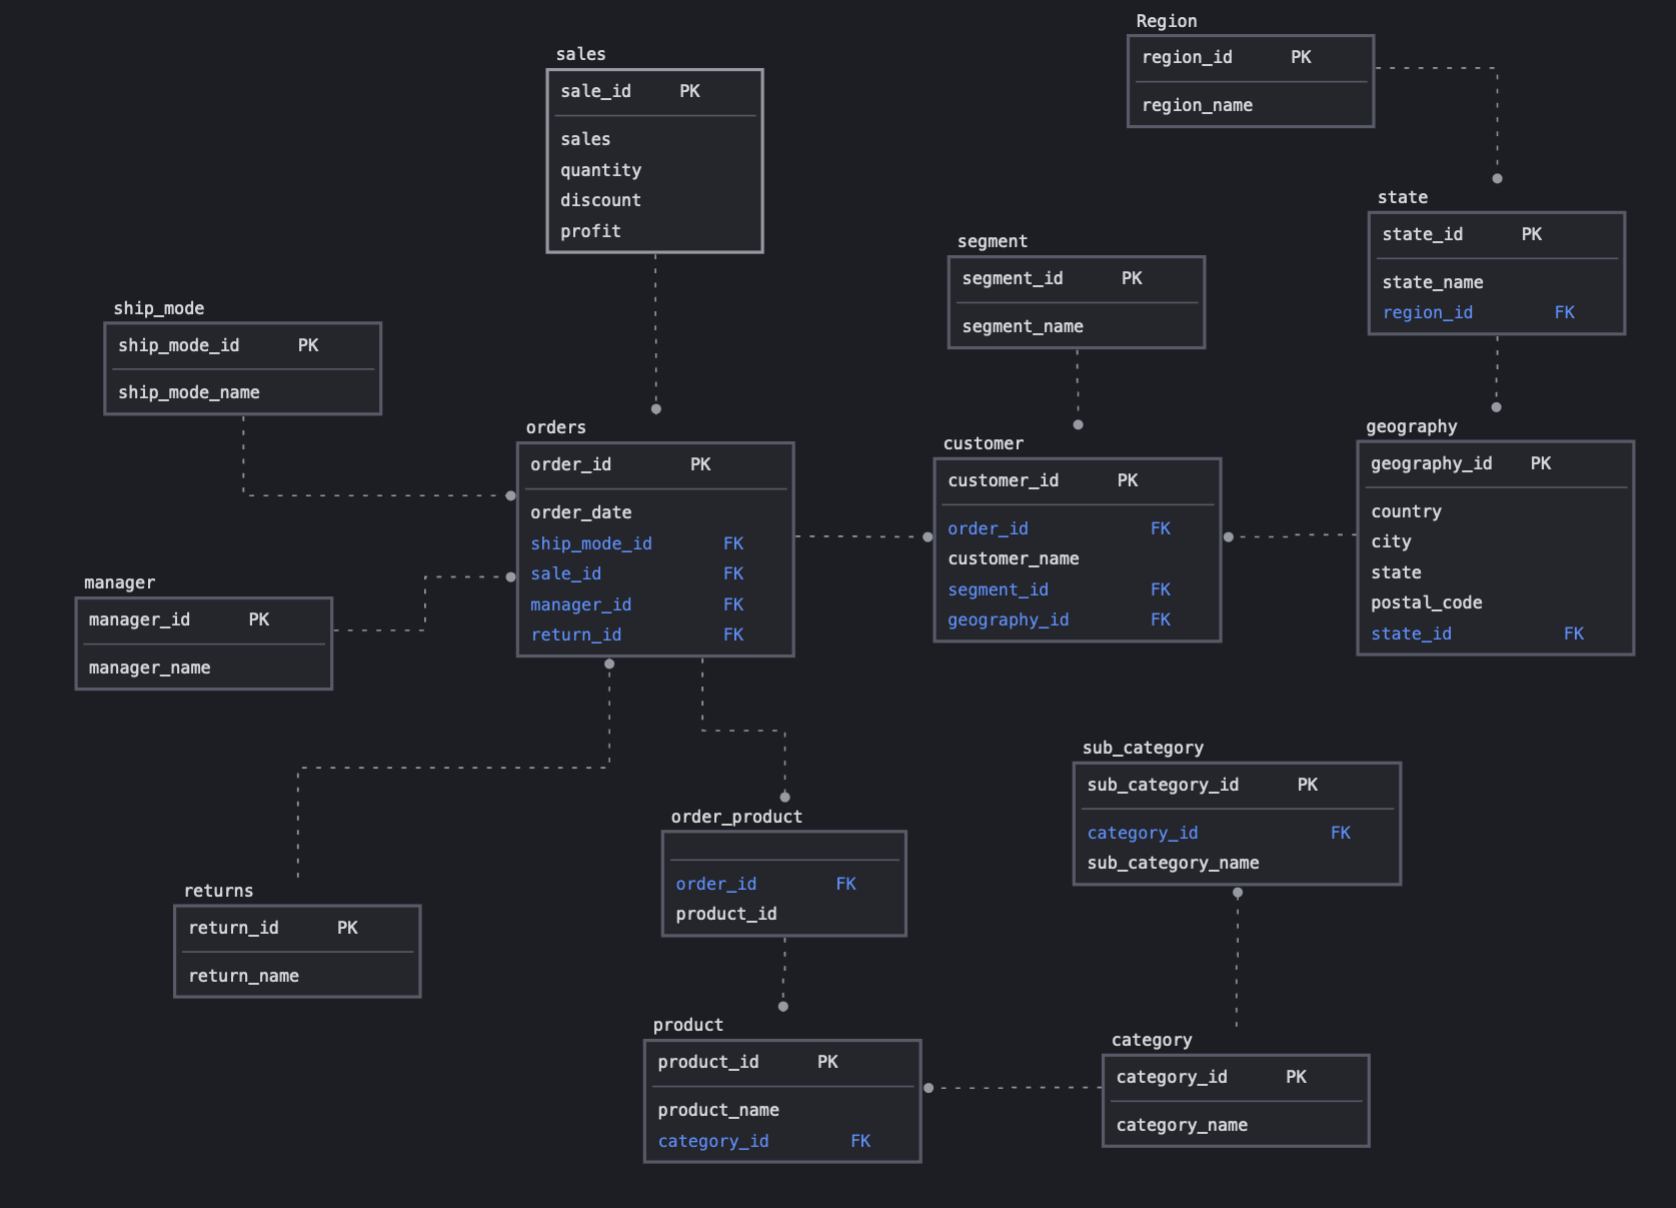 Region
region_id PK
region_name
sales
sale_id PK
sales
quantity
discount
profit
state
state_id PK
state_name
region_id FK
segment
segment_id PK
segment_name
ship_mode
ship_mode_id PK
ship_mode_name
orders
order_id PK
order_date
ship_mode_id FK
sale_id FK
manager_id FK
return_id FK
customer
customer_id PK
order_id FK
customer_name
segment_id FK
geography_id FK
geography
geography_id PK
country
city
state
postal_code
state_id FK
manager
manager_id PK
manager_name
sub_category
sub_category_id PK
category_id FK
sub_category_name
order_product
order_id FK
product_id
returns
return_id PK
return_name
product
product_id PK
product_name
category_id FK
category
category_id PK
category_name